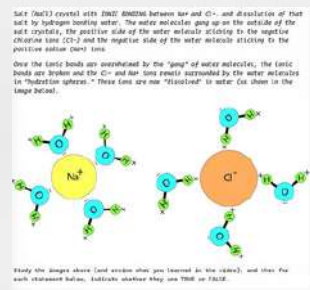 Salt (NaCl) crystal with IONIC BONDING between Na+ and Cl-, and dissolution of that
salt by hydrogen bonding water. The water molecules gang up on the outside of the
salt crystals, the positive side of the water molecule sticking to the negative
chlorine ions (Cl-) and the negative side of the water molecule sticking to the
positive sodium (Na+) ions.
Once the ionic bonds are overwhelmed by the "gang" of water molecules, the ionic
bonds are broken and the Cl- and Na+ ions remain surrounded by the water molecules
in "hydration spheres." These ions are now "dissolved" in water (as shown in the
image below).
Na+
Cl-
Study the images above (and review what you learned in the video), and then for
each statement below, indicate whether they are TRUE or FALSE.